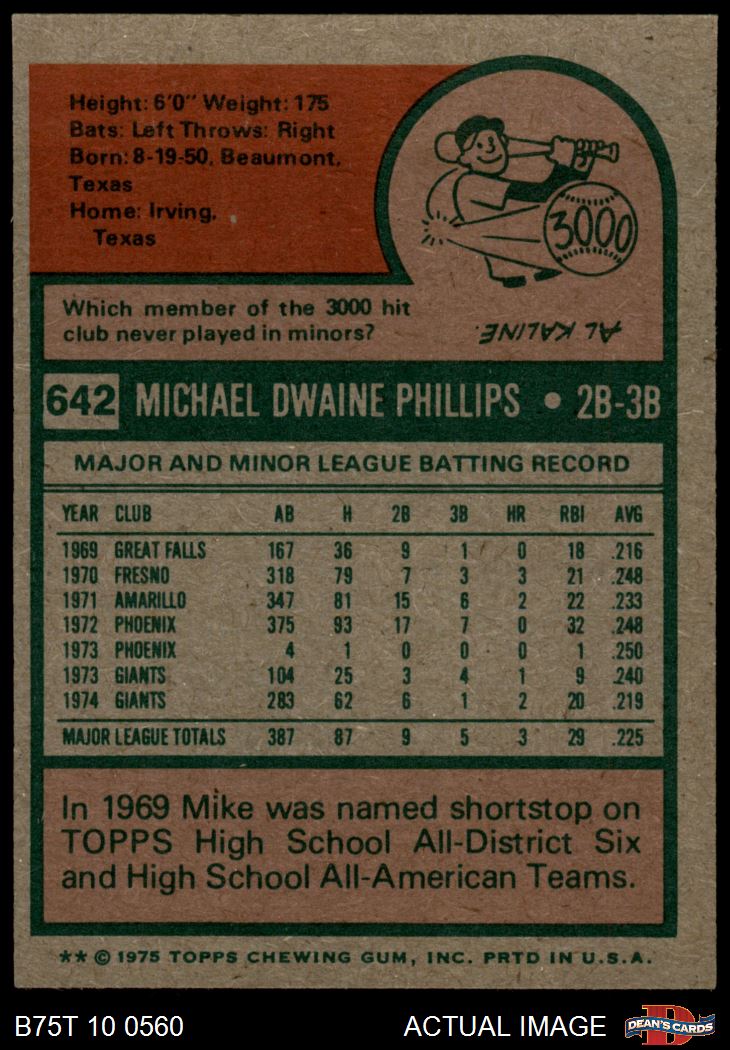 Height: 6'0" Weight: 175
Bats: Left Throws: Right
Born: 8-19-50, Beaumont,
Texas
Home: Irving,
Texas
3000
Which member of the 3000 hit
club never played in minors?
AL KALINE.
642 MICHAEL DWAINE PHILLIPS • 2B-3B
MAJOR AND MINOR LEAGUE BATTING RECORD
YEAR CLUB AB H 2B 3B HR RBI AVG
1969 GREAT FALLS 167 36 9 1 0 18 .216
1970 FRESNO 318 79 7 3 3 21 .248
1971 AMARILLO 347 81 15 6 2 22 .233
1972 PHOENIX 375 93 17 7 0 32 .248
1973 PHOENIX 4 1 0 0 0 1 .250
1973 GIANTS 104 25 3 4 1 9 .240
1974 GIANTS 283 62 6 1 2 20 .219
MAJOR LEAGUE TOTALS 387 87 9 5 3 29 .225
In 1969 Mike was named shortstop on
TOPPS High School All-District Six
and High School All-American Teams.
** © 1975 TOPPS CHEWING GUM, INC. PRTD IN U.S.A.
B75T 10 0560 ACTUAL IMAGE
D
DEAN'S CARDS